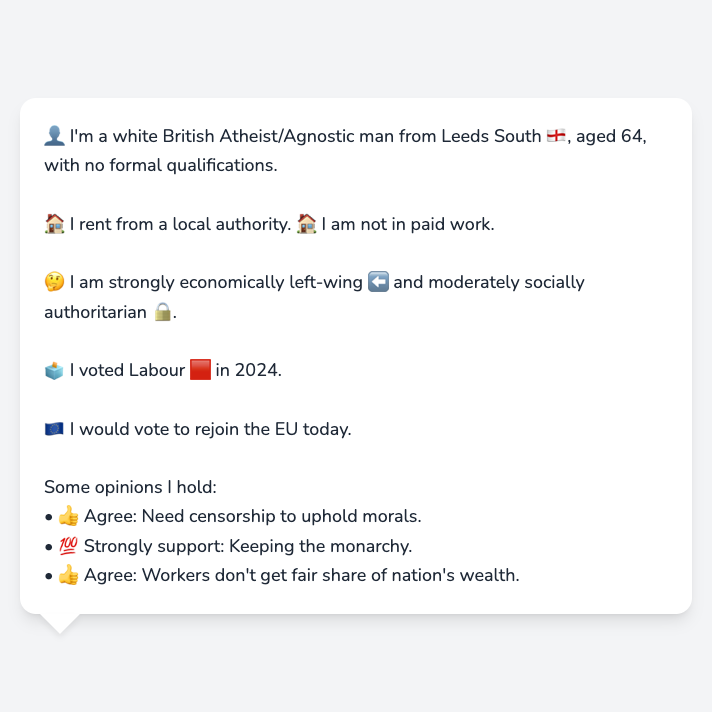 👤 I'm a white British Atheist/Agnostic man from Leeds South 🏴󠁧󠁢󠁥󠁮󠁧󠁿, aged 64,
with no formal qualifications.
🏠 I rent from a local authority. 🏠 I am not in paid work.
🤔 I am strongly economically left-wing ⬅️ and moderately socially
authoritarian 🔒.
🗳️ I voted Labour 🟥 in 2024.
🇪🇺 I would vote to rejoin the EU today.
Some opinions I hold:
• 👍 Agree: Need censorship to uphold morals.
• 💯 Strongly support: Keeping the monarchy.
• 👍 Agree: Workers don't get fair share of nation's wealth.